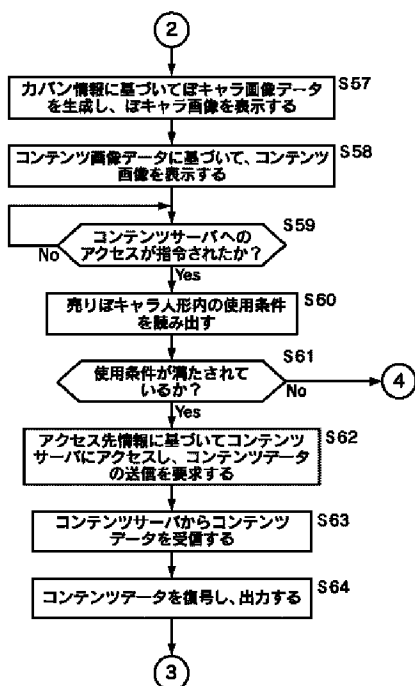 2
カバン情報に基づいてぽキャラ画像データ
を生成し、ぽキャラ画像を表示する
S57
コンテンツ画像データに基づいて、コンテンツ
画像を表示する
S58
コンテンツサーバへの
アクセスが指令されたか？
S59
No
Yes
売りぽキャラ人形内の使用条件
を読み出す
S60
使用条件が満たされて
いるか？
S61
No
4
Yes
アクセス先情報に基づいてコンテンツ
サーバにアクセスし、コンテンツデータ
の送信を要求する
S62
コンテンツサーバからコンテンツ
データを受信する
S63
コンテンツデータを復号し、出力する
S64
3